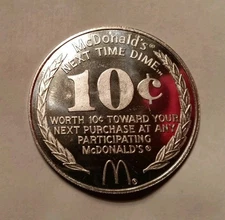 McDonald's®
NEXT TIME DIME...
10¢
WORTH 10¢ TOWARD YOUR
NEXT PURCHASE AT ANY
PARTICIPATING
McDONALD'S®
M®